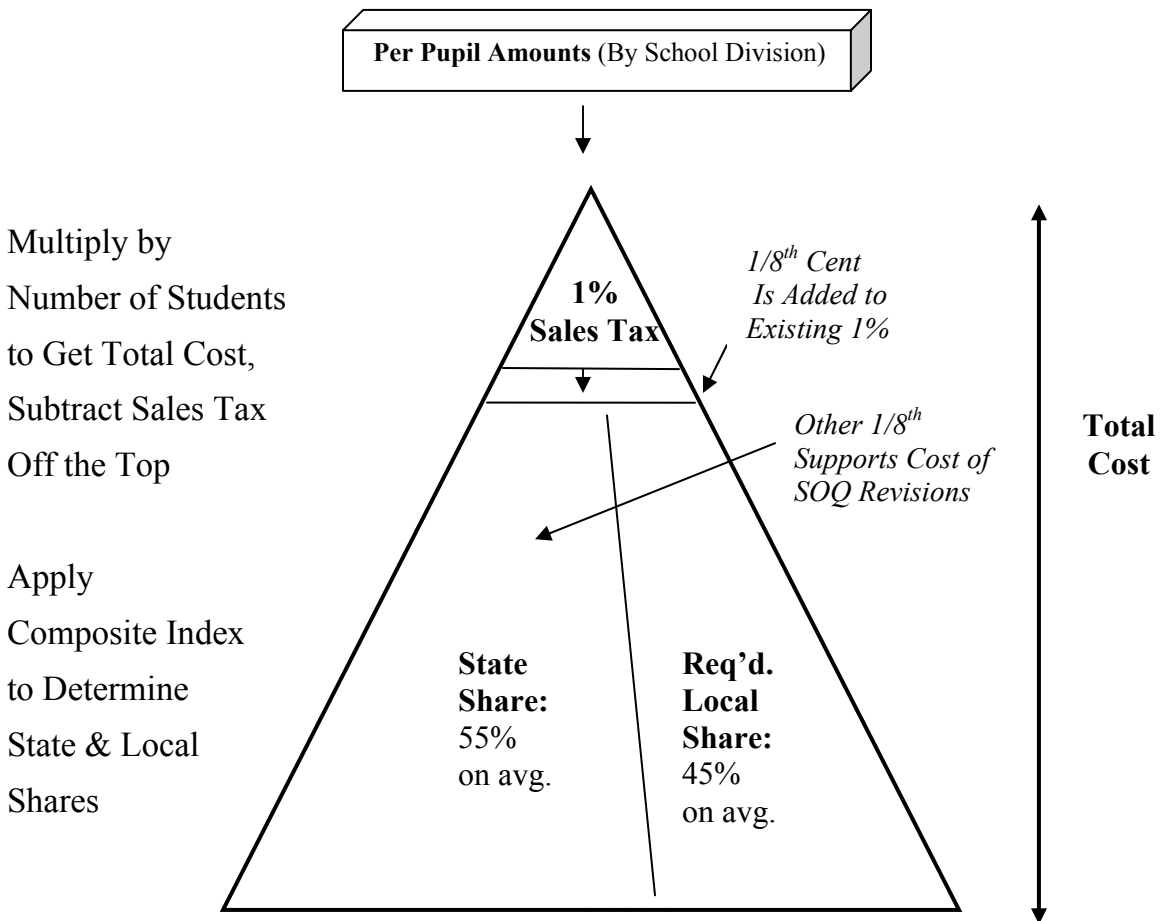 Per Pupil Amounts (By School Division)
Multiply by
Number of Students
to Get Total Cost,
Subtract Sales Tax
Off the Top
Apply
Composite Index
to Determine
State & Local
Shares
1%
Sales Tax
1/8th Cent
Is Added to
Existing 1%
Other 1/8th
Supports Cost of
SOQ Revisions
State
Share:
55%
on avg.
Req’d.
Local
Share:
45%
on avg.
Total
Cost